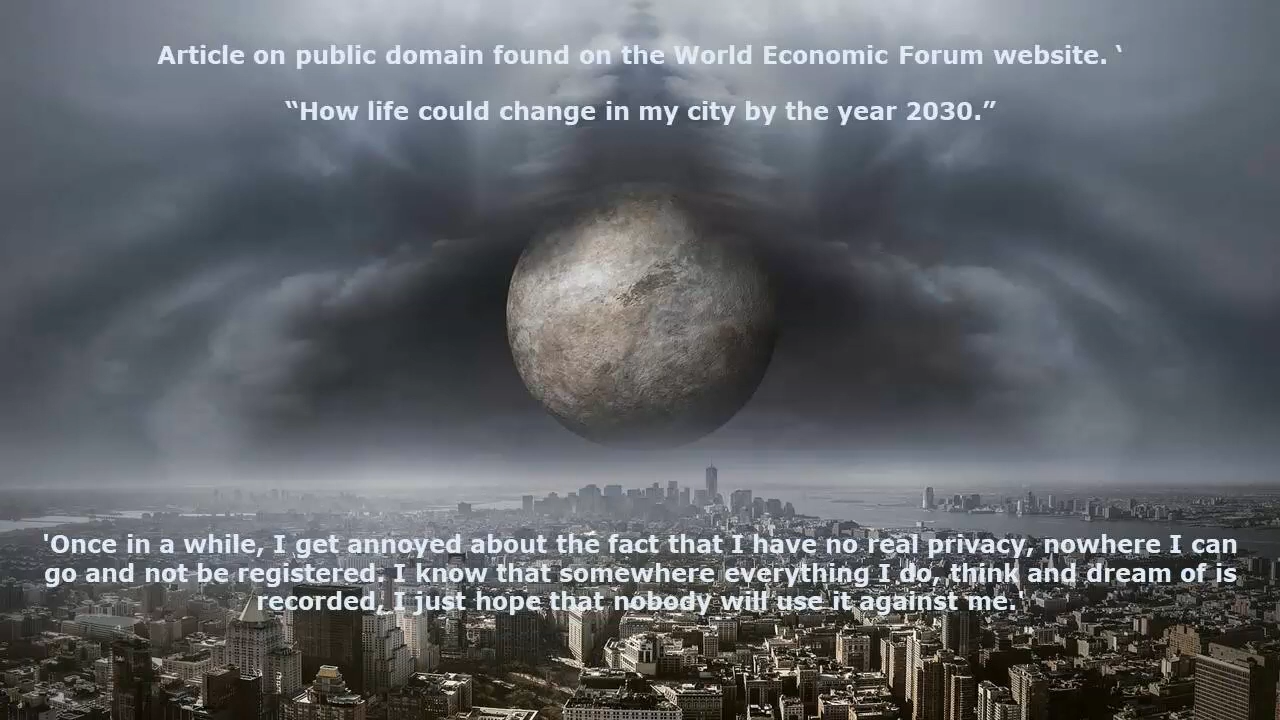 Article on public domain found on the World Economic Forum website. ‘
“How life could change in my city by the year 2030.”
'Once in a while, I get annoyed about the fact that I have no real privacy, nowhere I can
go and not be registered. I know that somewhere everything I do, think and dream of is
recorded, I just hope that nobody will use it against me.'